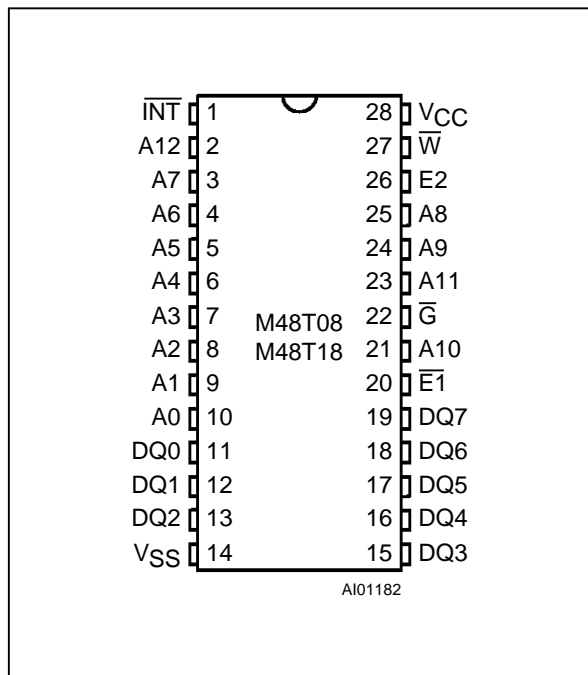 I̅N̅T̅ 1 28 VCC
A12 2 27 W̅
A7 3 26 E2
A6 4 25 A8
A5 5 24 A9
A4 6 23 A11
A3 7 22 G̅
M48T08
A2 8 21 A10
M48T18
A1 9 20 E̅1̅
A0 10 19 DQ7
DQ0 11 18 DQ6
DQ1 12 17 DQ5
DQ2 13 16 DQ4
VSS 14 15 DQ3
AI01182